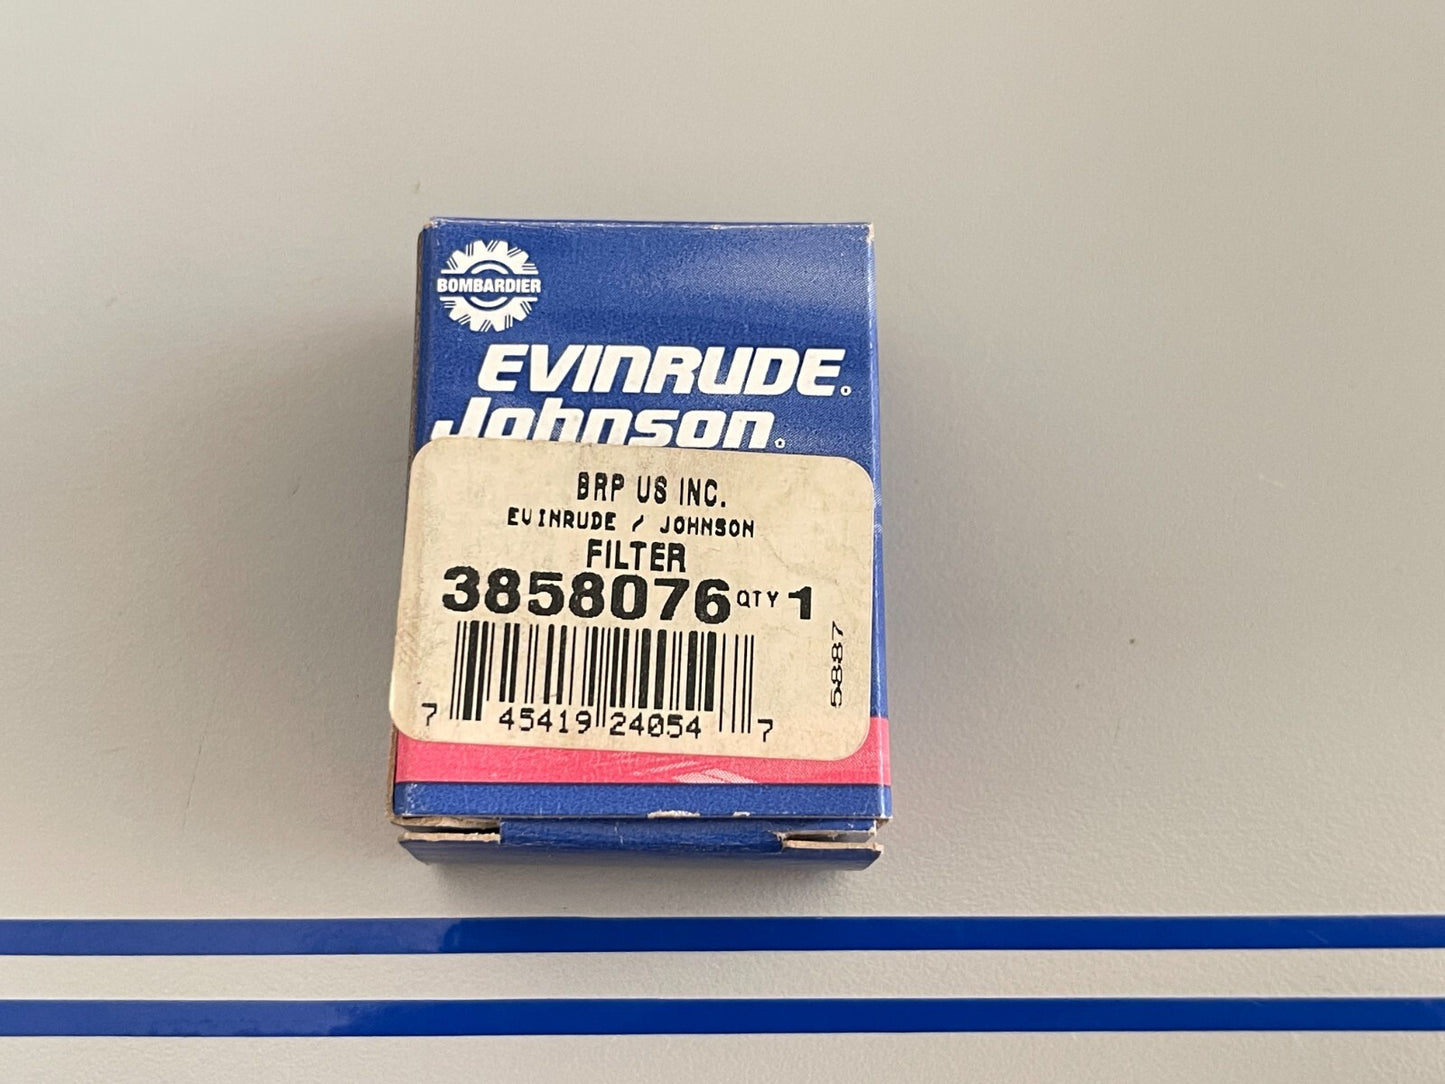 BOMBARDIER
EVINRUDE®
Johnson®
BRP US INC.
EVINRUDE / JOHNSON
FILTER
3858076 QTY 1
5887
7 45419 24054 7